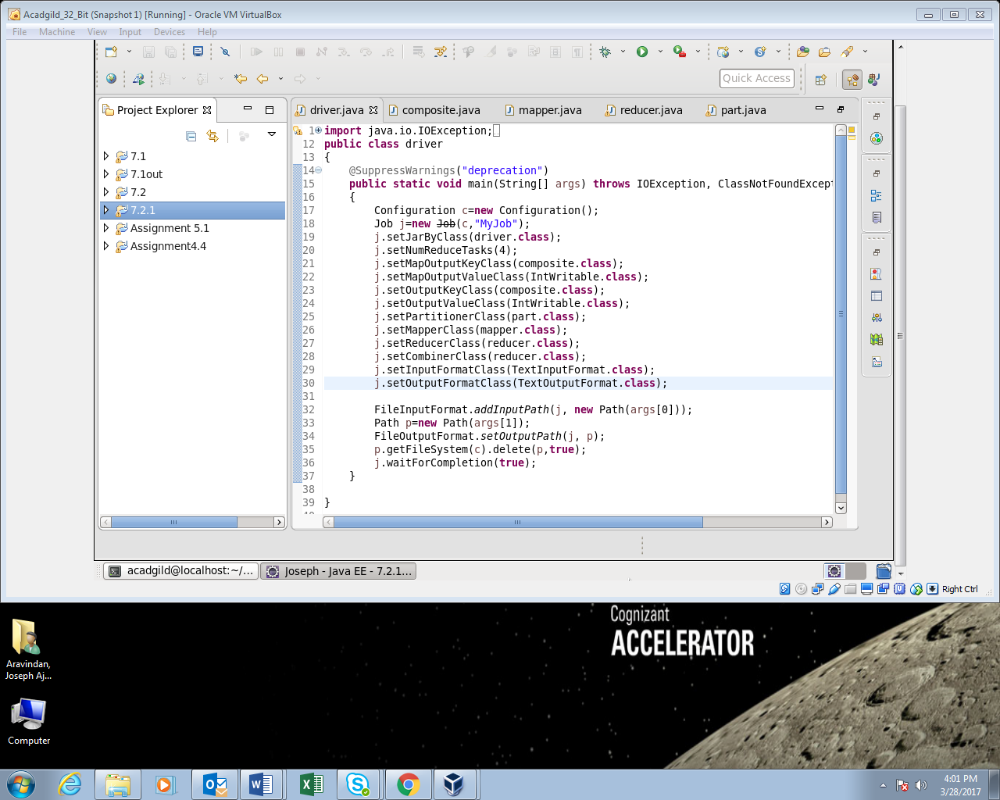 Acadgild_32_Bit (Snapshot 1) [Running] - Oracle VM VirtualBox
File Machine View Input Devices Help
Quick Access
Project Explorer
driver.java composite.java mapper.java reducer.java part.java
7.1
7.1out
7.2
7.2.1
Assignment 5.1
Assignment4.4
1 import java.io.IOException;
12 public class driver
13 {
14 @SuppressWarnings("deprecation")
15 public static void main(String[] args) throws IOException, ClassNotFoundExcept
16 {
17 Configuration c=new Configuration();
18 Job j=new Job(c,"MyJob");
19 j.setJarByClass(driver.class);
20 j.setNumReduceTasks(4);
21 j.setMapOutputKeyClass(composite.class);
22 j.setMapOutputValueClass(IntWritable.class);
23 j.setOutputKeyClass(composite.class);
24 j.setOutputValueClass(IntWritable.class);
25 j.setPartitionerClass(part.class);
26 j.setMapperClass(mapper.class);
27 j.setReducerClass(reducer.class);
28 j.setCombinerClass(reducer.class);
29 j.setInputFormatClass(TextInputFormat.class);
30 j.setOutputFormatClass(TextOutputFormat.class);
31
32 FileInputFormat.addInputPath(j, new Path(args[0]));
33 Path p=new Path(args[1]);
34 FileOutputFormat.setOutputPath(j, p);
35 p.getFileSystem(c).delete(p,true);
36 j.waitForCompletion(true);
37 }
38
39 }
acadgild@localhost:~/... Joseph - Java EE - 7.2.1...
Right Ctrl
Cognizant
ACCELERATOR
Aravindan,
Joseph Aj...
Computer
4:01 PM
3/28/2017